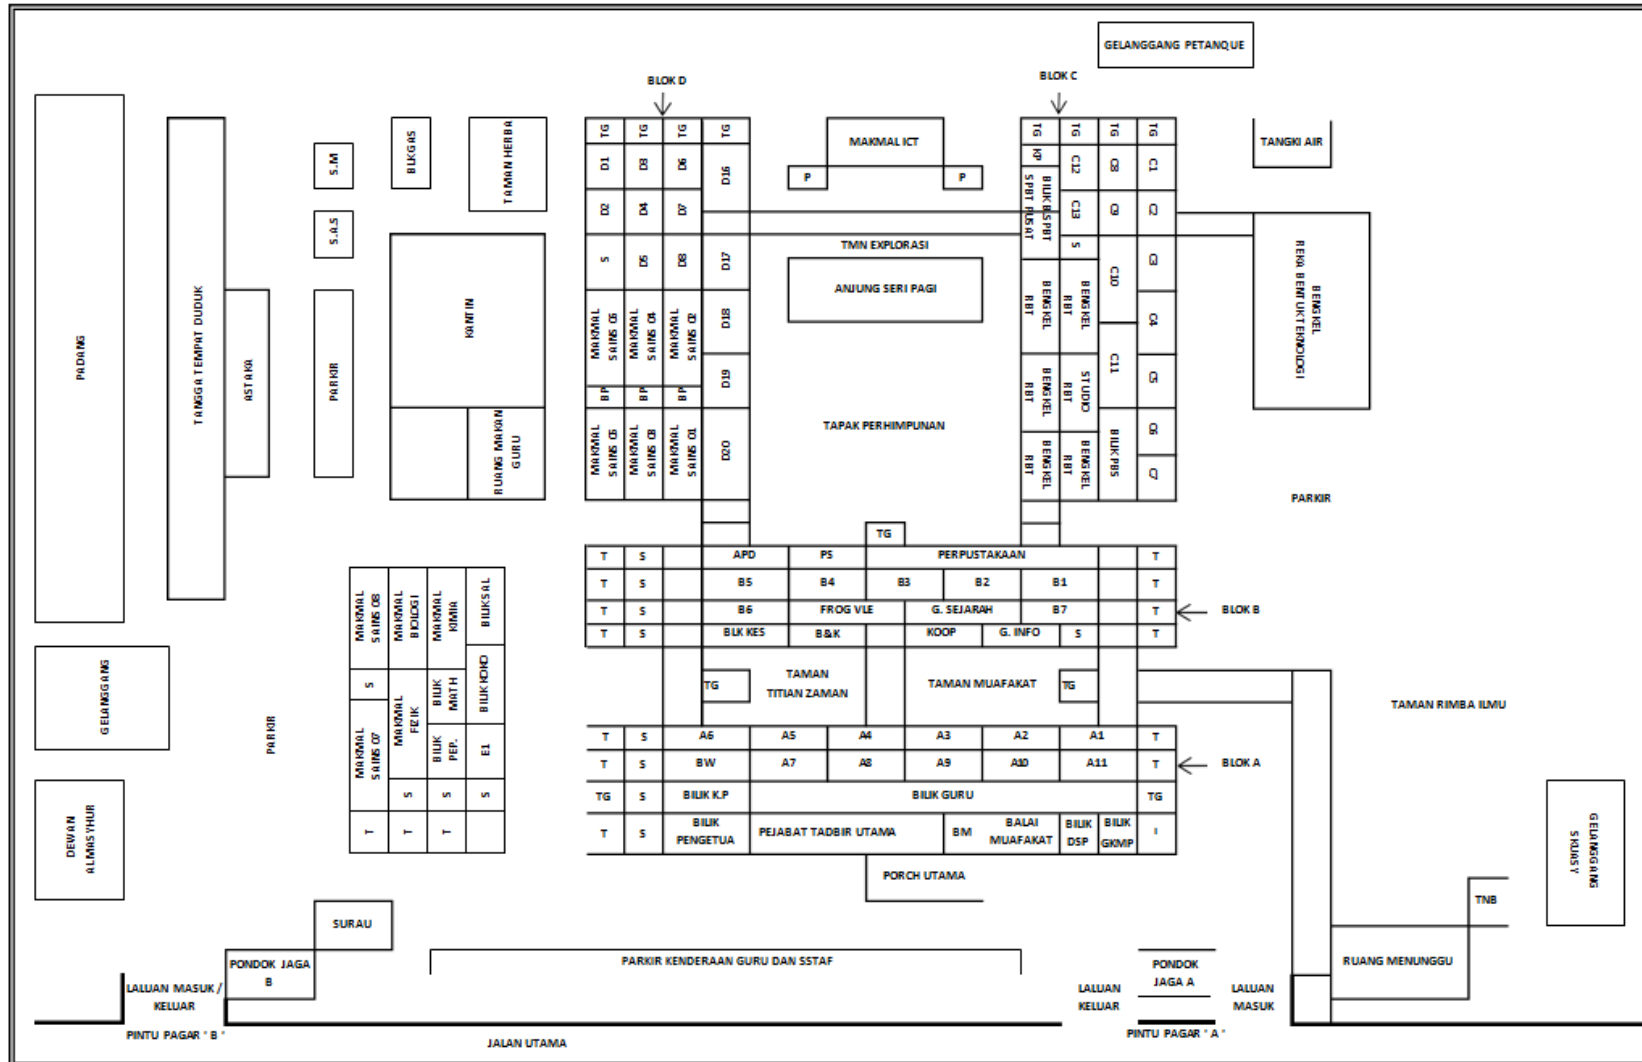 GELANGGANG PETANQUE
BLOK D
BLOK C
PADANG
TANGGA TEMPAT DUDUK
ASTAKA
S.M
S.A.S
PARKIR
BILIK GAS
TAMAN HERBA
KANTIN
RUANG MAKAN
GURU
TG
TG
TG
TG
D1
D3
D6
D16
D2
D4
D7
S
D5
D8
D17
MAKMAL
SAINS 05
MAKMAL
SAINS 04
MAKMAL
SAINS 02
D18
D19
BP
BP
BP
MAKMAL
SAINS 05
MAKMAL
SAINS 03
MAKMAL
SAINS 01
D20
MAKMAL ICT
P
P
TMN EXPLORASI
ANJUNG SERI PAGI
TAPAK PERHIMPUNAN
TG
TG
TG
TG
KP
C12
C8
C1
BILIK BLSPBT
SPBT PUSAT
C13
C9
C2
S
C10
C3
BENGKEL
RBT
BENGKEL
RBT
C4
C11
C5
BENGKEL
RBT
STUDIO
RBT
BENGKEL
RBT
BENGKEL
RBT
BILIK PBS
C6
C7
TANGKI AIR
BENGKEL
REKA BENTUK TEKNOLOGI
PARKIR
TG
T
S
APD
PS
PERPUSTAKAAN
T
T
S
B5
B4
B3
B2
B1
T
T
S
B6
FROG VLE
G. SEJARAH
B7
T
BLOK B
T
S
BLK KES
B&K
KOOP
G. INFO
S
T
TG
TAMAN
TITIAN ZAMAN
TAMAN MUAFAKAT
TG
T
S
A6
A5
A4
A3
A2
A1
T
T
S
BW
A7
A8
A9
A10
A11
T
BLOK A
TG
S
BILIK K.P
BILIK GURU
TG
T
S
BILIK
PENGETUA
PEJABAT TADBIR UTAMA
BM
BALAI
MUAFAKAT
BILIK
DSP
BILIK
GKMP
I
PORCH UTAMA
GELANGGANG
DEWAN
ALMASYHUR
PARKIR
MAKMAL
SAINS 08
MAKMAL
BIOLOGI
MAKMAL
KIMIA
BILIK SAL
S
MAKMAL
FIZIK
BILIK
MATH
BILIK KOKO
MAKMAL
SAINS 07
BILIK
PEP.
E1
S
S
S
T
T
T
TAMAN RIMBA ILMU
GELANGGANG
SKUASY
TNB
RUANG MENUNGGU
SURAU
PONDOK JAGA
B
PARKIR KENDERAAN GURU DAN SSTAF
PONDOK
JAGA A
LALUAN MASUK /
KELUAR
LALUAN
KELUAR
LALUAN
MASUK
PINTU PAGAR " B "
JALAN UTAMA
PINTU PAGAR " A "